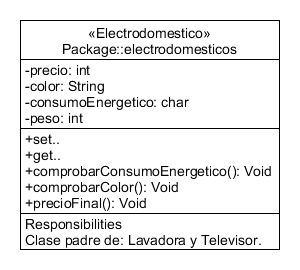 «Electrodomestico»
Package::electrodomesticos
-precio: int
-color: String
-consumoEnergetico: char
-peso: int
+set..
+get..
+comprobarConsumoEnergetico(): Void
+comprobarColor(): Void
+precioFinal(): Void
Responsibilities
Clase padre de: Lavadora y Televisor.